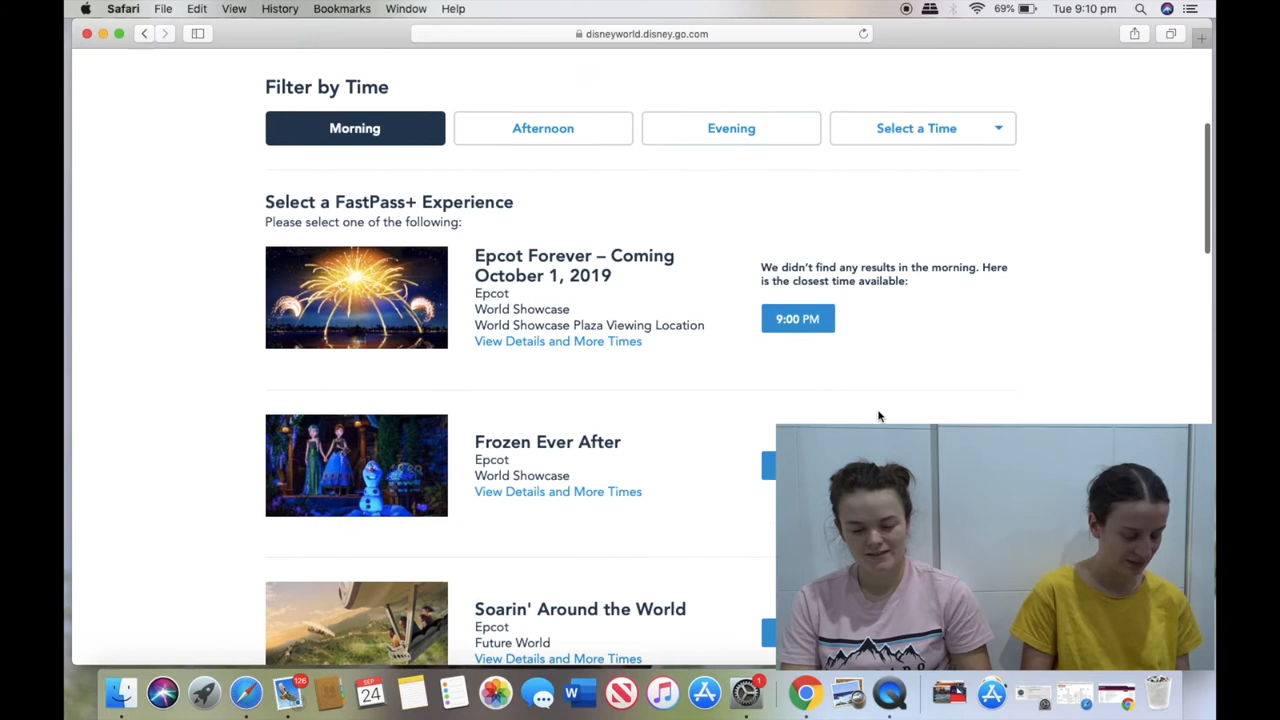 Safari File Edit View History Bookmarks Window Help 69% Tue 9:10 pm
disneyworld.disney.go.com
Filter by Time
Morning Afternoon Evening Select a Time
Select a FastPass+ Experience
Please select one of the following:
Epcot Forever – Coming
October 1, 2019
Epcot
World Showcase
World Showcase Plaza Viewing Location
View Details and More Times
We didn't find any results in the morning. Here
is the closest time available:
9:00 PM
Frozen Ever After
Epcot
World Showcase
View Details and More Times
Soarin' Around the World
Epcot
Future World
View Details and More Times
126
SEP
24
1